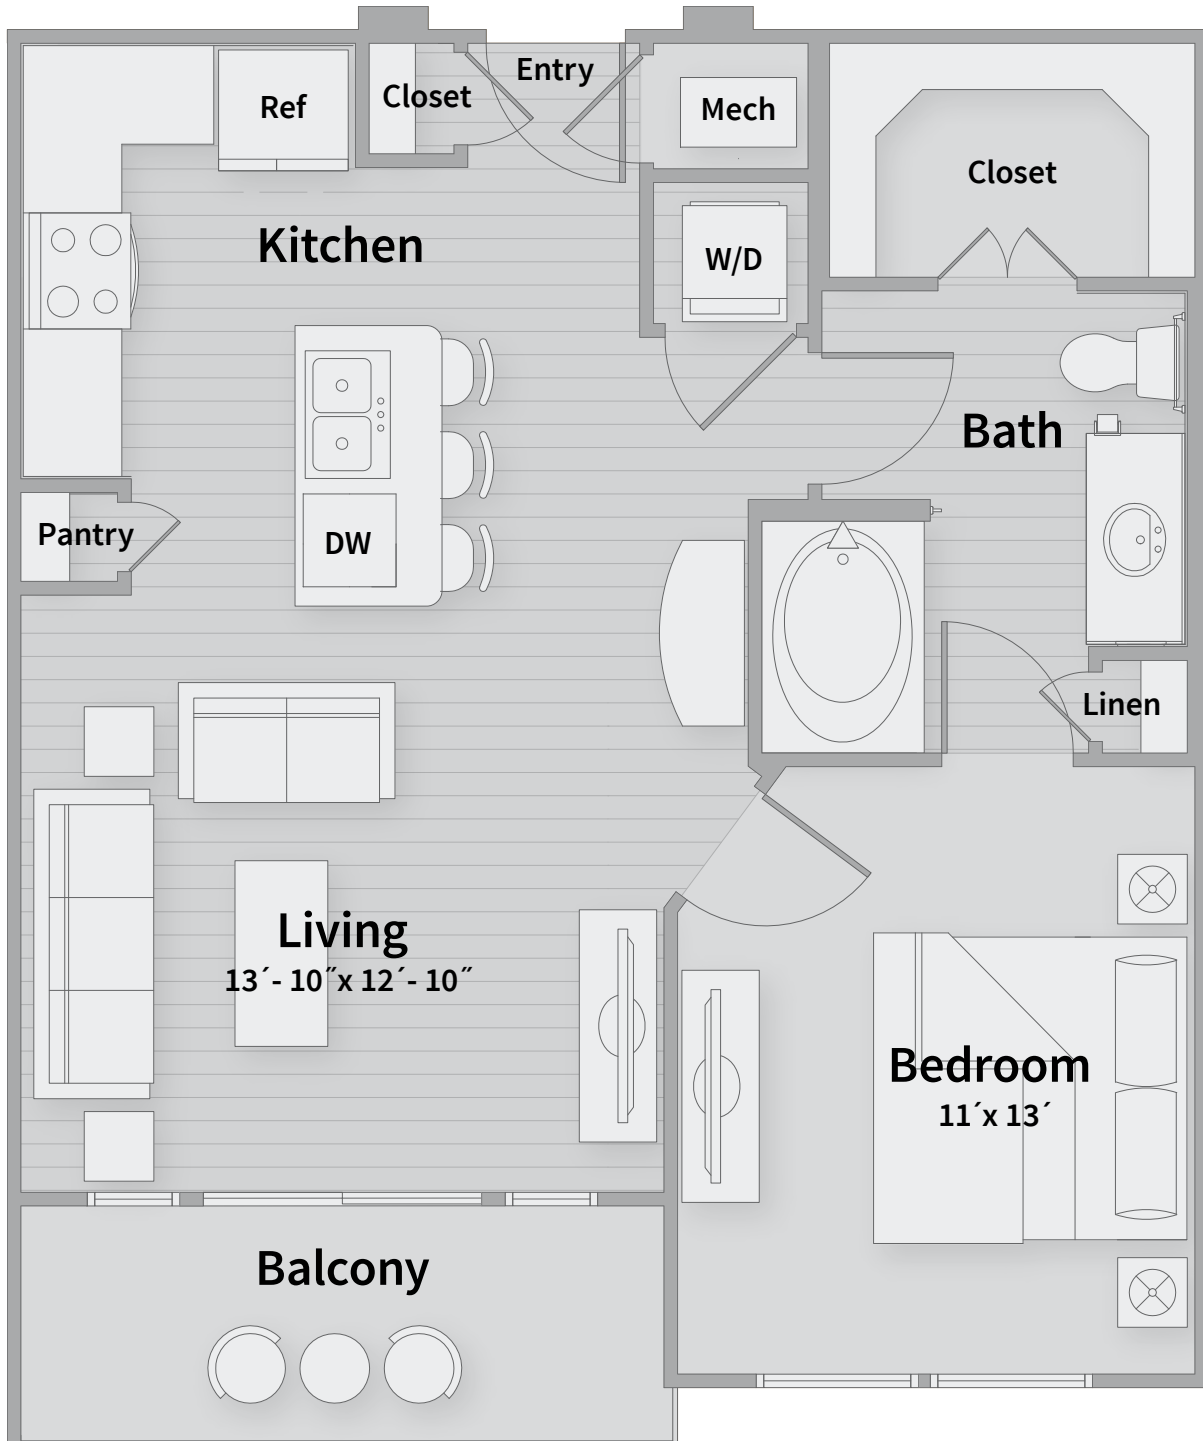 Entry
Closet
Ref
Mech
Closet
Kitchen
W/D
Bath
Pantry
DW
Linen
Living
13´- 10˝x 12´- 10˝
Bedroom
11´x 13´
Balcony